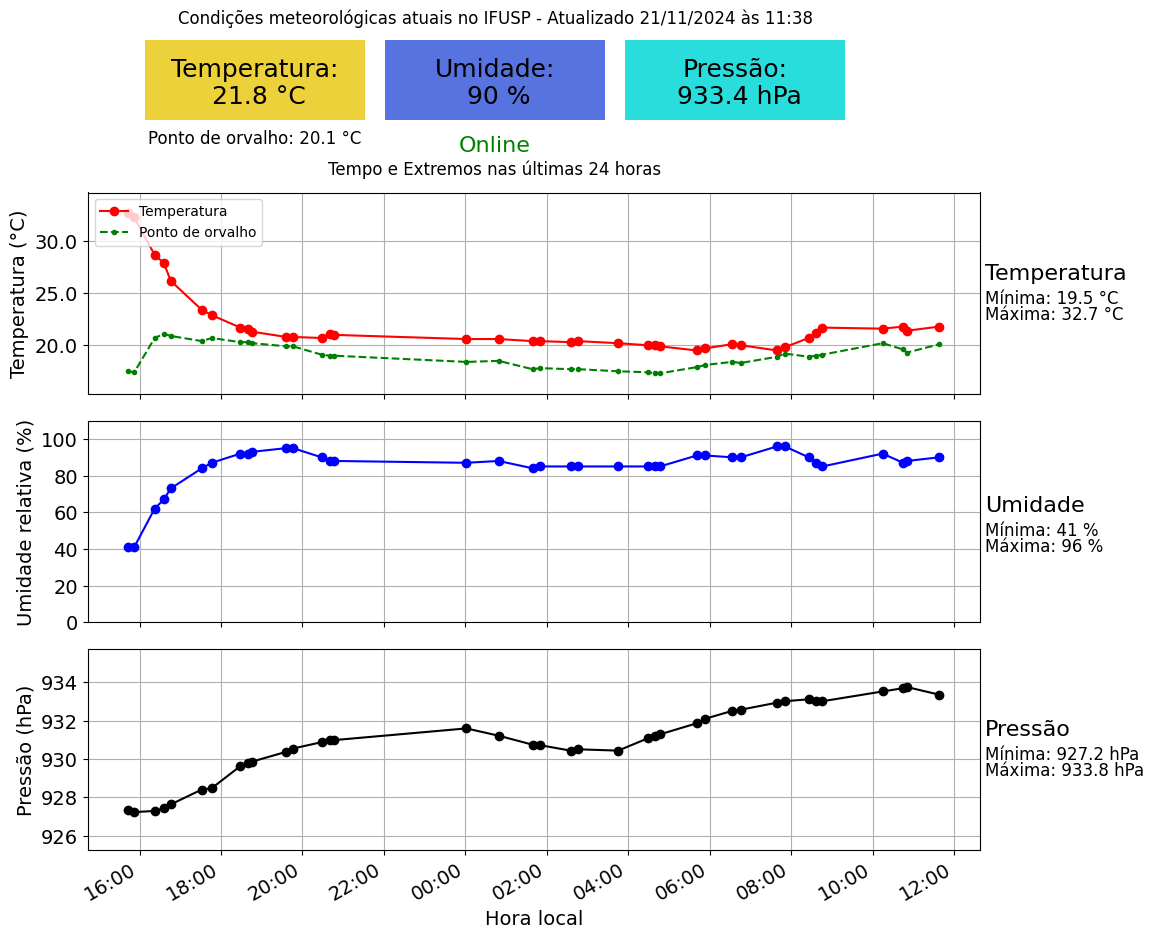 Condições meteorológicas atuais no IFUSP - Atualizado 21/11/2024 às 11:38
Temperatura:
21.8 °C
Umidade:
90 %
Pressão:
933.4 hPa
Ponto de orvalho: 20.1 °C
Online
Tempo e Extremos nas últimas 24 horas
Temperatura (°C)
30.0
25.0
20.0
Temperatura
Ponto de orvalho
Temperatura
Mínima: 19.5 °C
Máxima: 32.7 °C
Umidade relativa (%)
100
80
60
40
20
0
Umidade
Mínima: 41 %
Máxima: 96 %
Pressão (hPa)
934
932
930
928
926
Pressão
Mínima: 927.2 hPa
Máxima: 933.8 hPa
16:00 18:00 20:00 22:00 00:00 02:00 04:00 06:00 08:00 10:00 12:00
Hora local